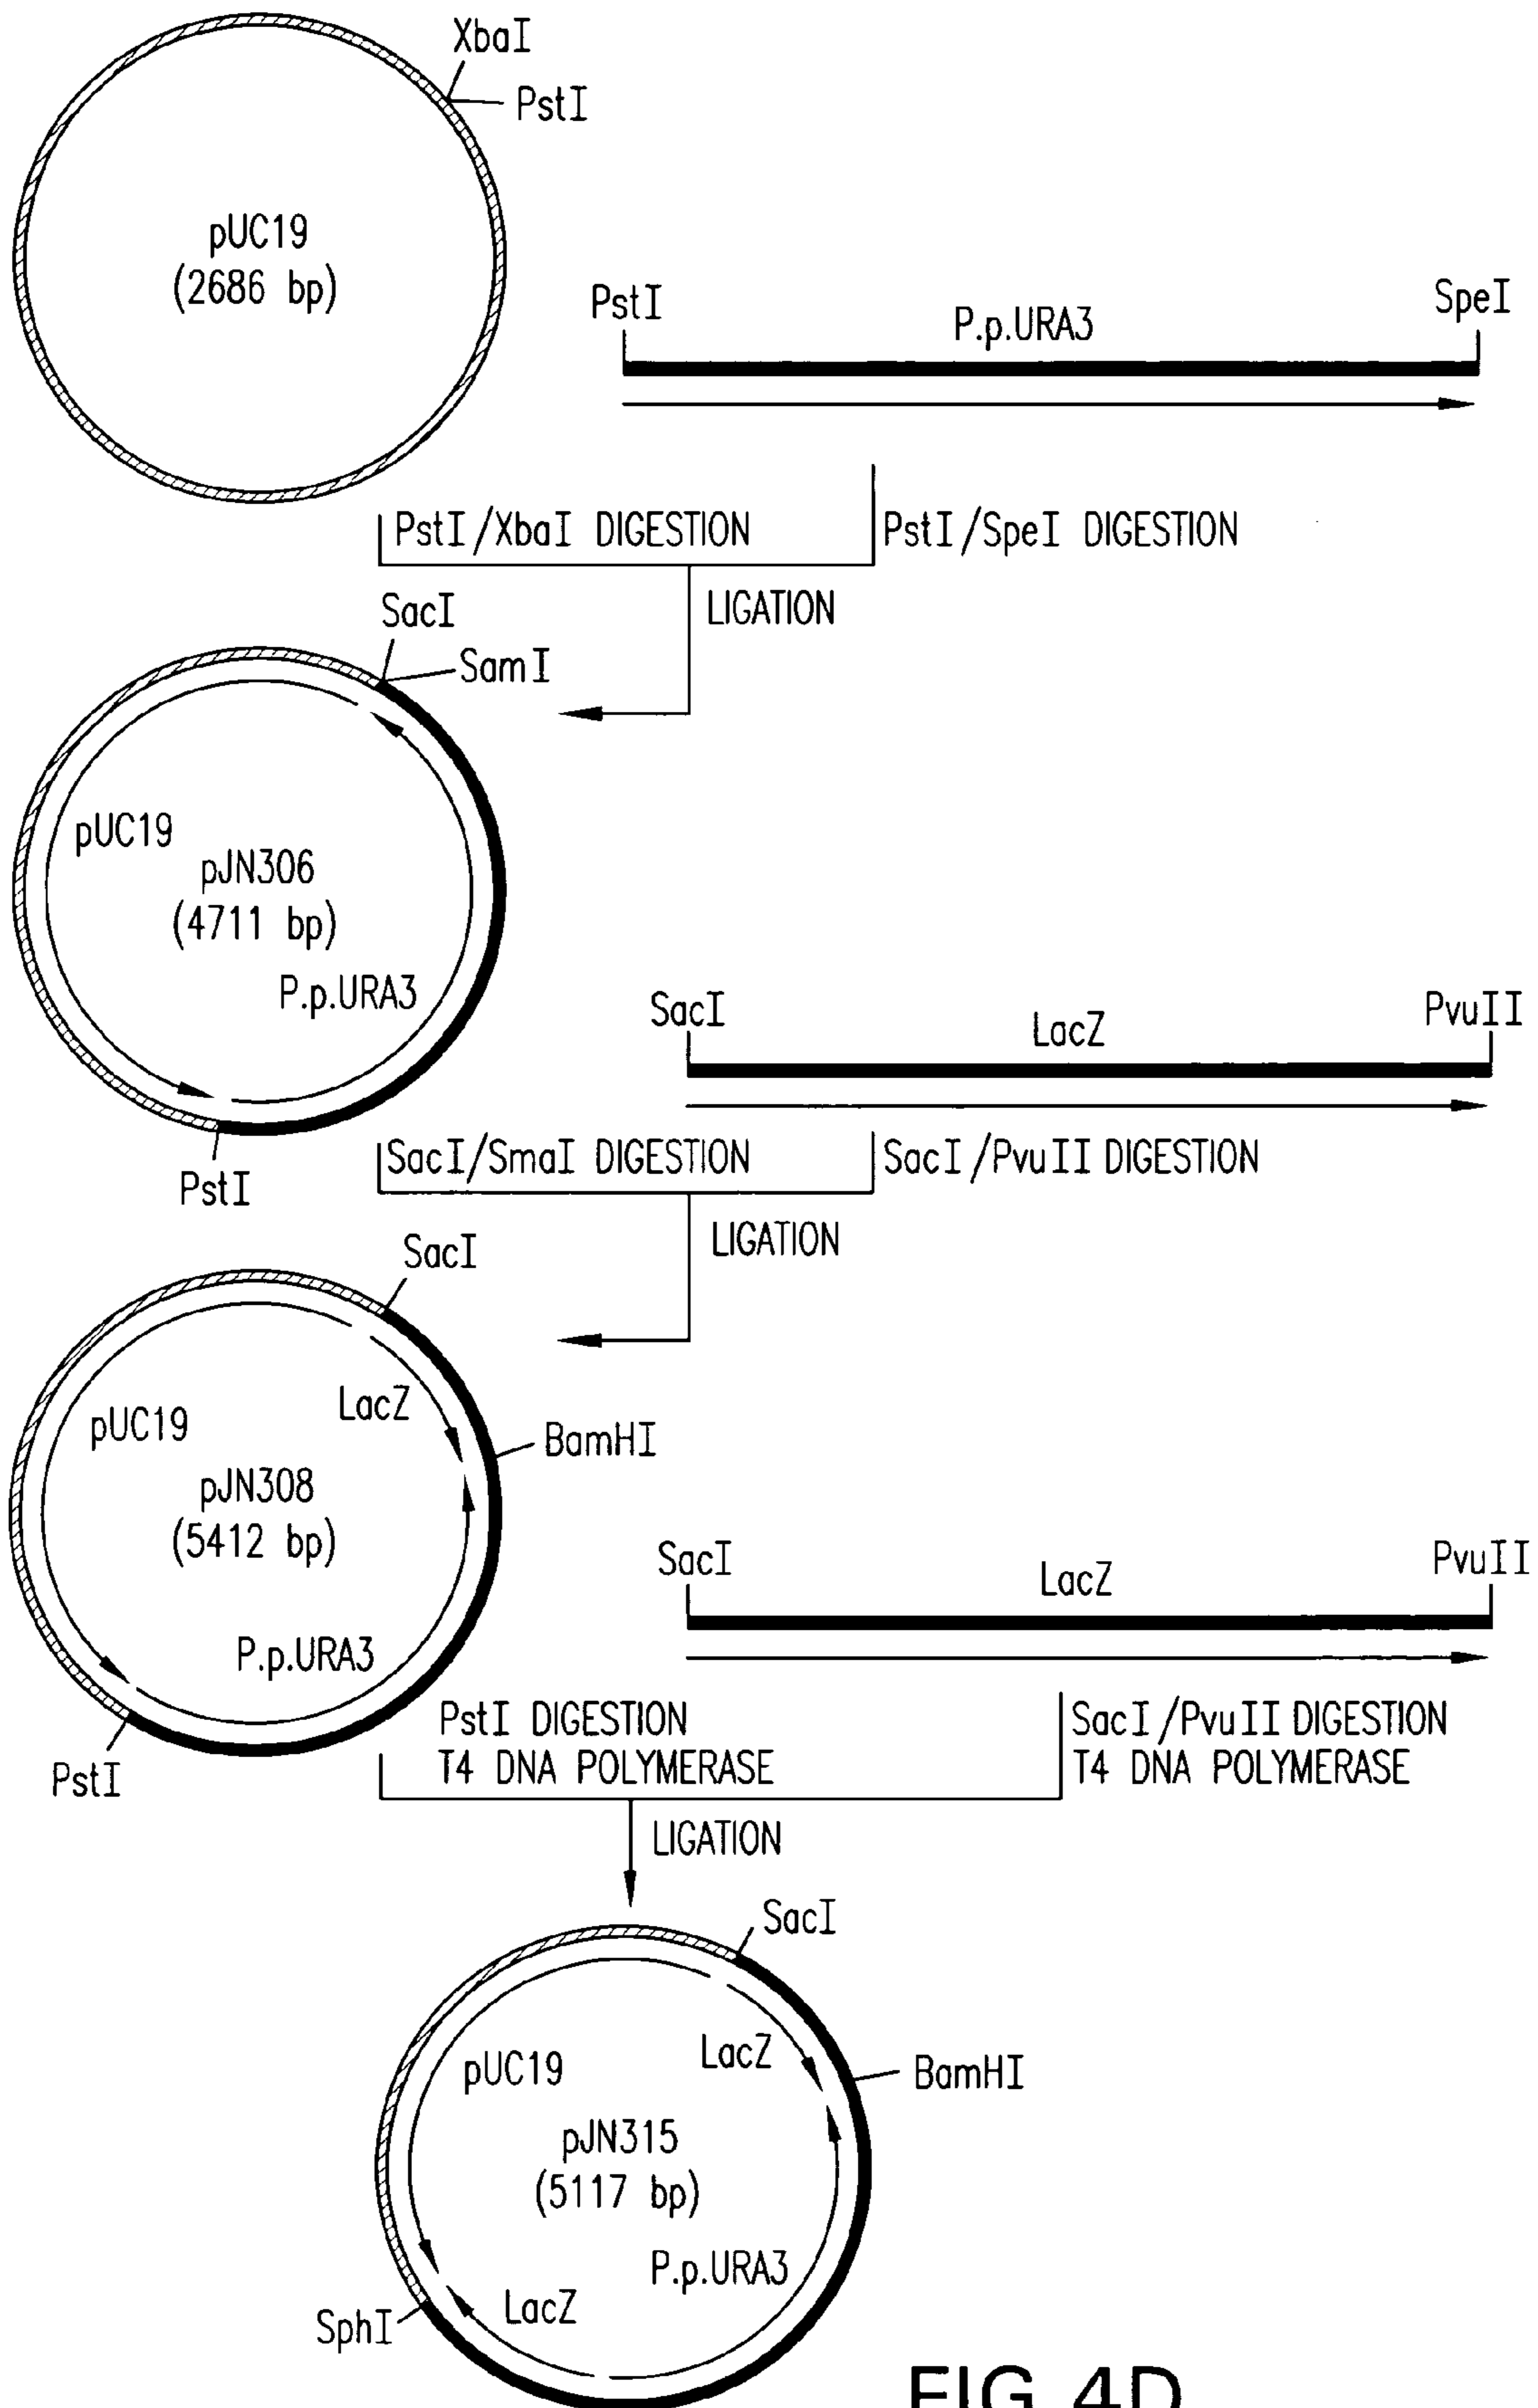 XbaI
PstI
pUC19
(2686 bp)
PstI
P.p.URA3
SpeI
PstI/XbaI DIGESTION
PstI/SpeI DIGESTION
LIGATION
SacI
SamI
pUC19
pJN306
(4711 bp)
P.p.URA3
PstI
SacI
LacZ
PvuII
SacI/SmaI DIGESTION
SacI/PvuII DIGESTION
LIGATION
SacI
LacZ
pUC19
BamHI
pJN308
(5412 bp)
P.p.URA3
PstI
SacI
LacZ
PvuII
PstI DIGESTION
T4 DNA POLYMERASE
SacI/PvuII DIGESTION
T4 DNA POLYMERASE
LIGATION
SacI
LacZ
pUC19
BamHI
pJN315
(5117 bp)
P.p.URA3
LacZ
SphI
FIG. 4D